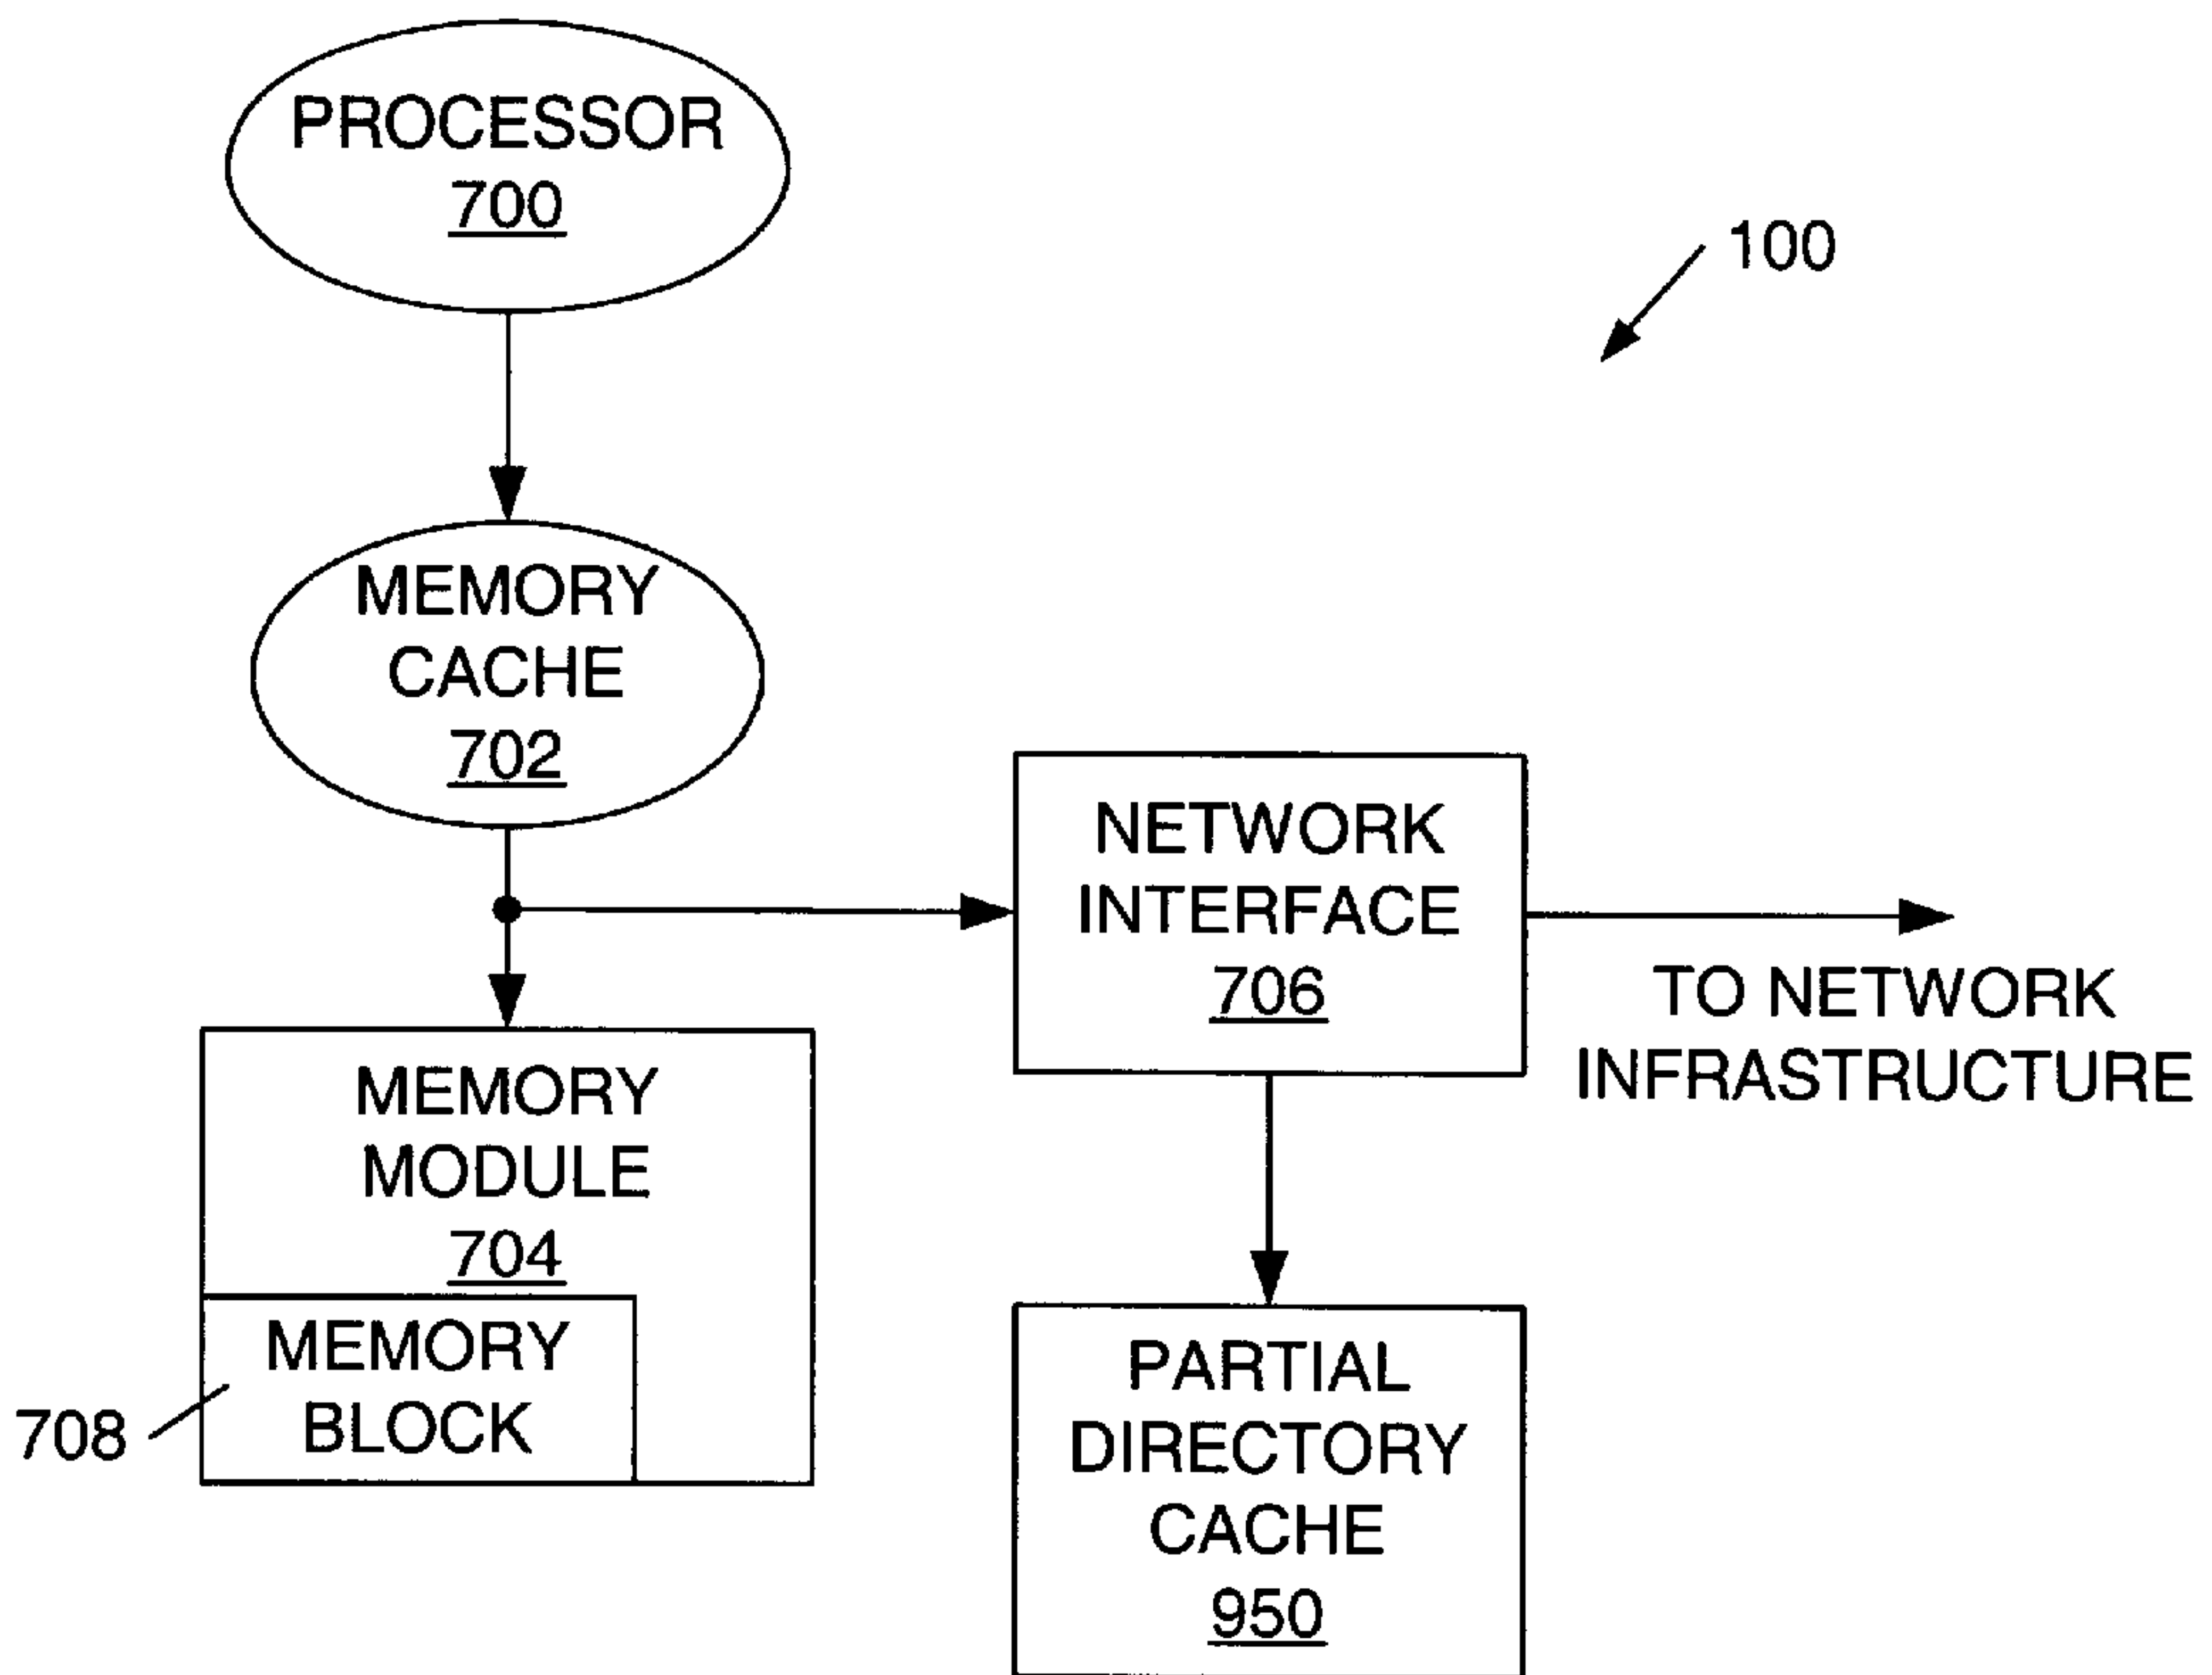 PROCESSOR
700
100
MEMORY
CACHE
702
NETWORK
INTERFACE
706
TO NETWORK
INFRASTRUCTURE
MEMORY
MODULE
704
MEMORY
BLOCK
708
PARTIAL
DIRECTORY
CACHE
950